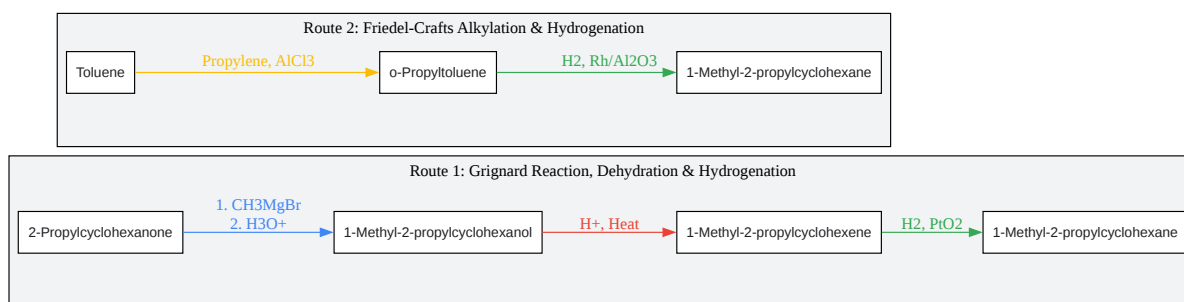 Route 2: Friedel-Crafts Alkylation & Hydrogenation
Toluene
Propylene, AlCl3
o-Propyltoluene
H2, Rh/Al2O3
1-Methyl-2-propylcyclohexane
Route 1: Grignard Reaction, Dehydration & Hydrogenation
2-Propylcyclohexanone
1. CH3MgBr
2. H3O+
1-Methyl-2-propylcyclohexanol
H+, Heat
1-Methyl-2-propylcyclohexene
H2, PtO2
1-Methyl-2-propylcyclohexane